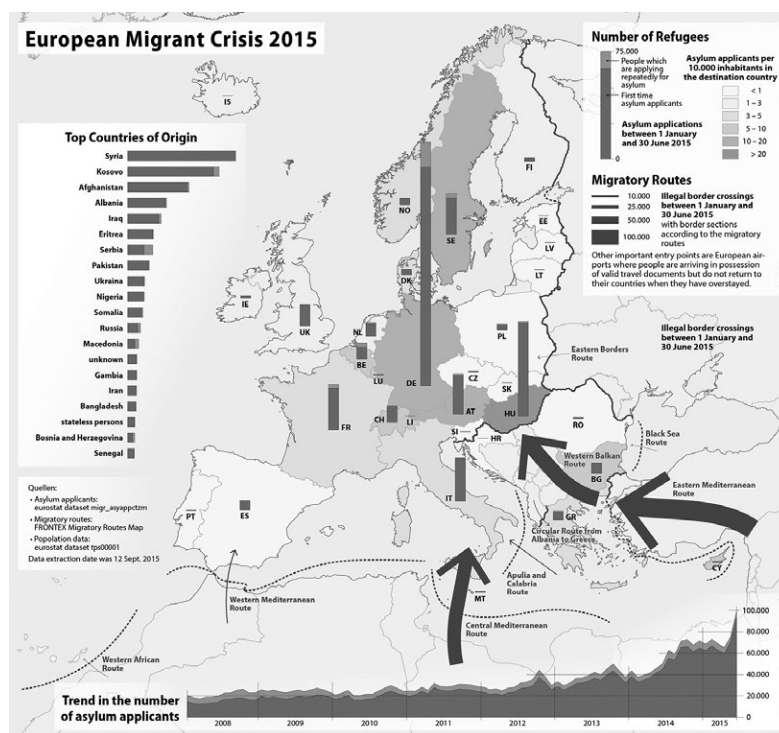 European Migrant Crisis 2015
Number of Refugees
75.000
People which
are applying
repeatedly for
asylum
First time
asylum applicants
Asylum applications
between 1 January
and 30 June 2015
0
Asylum applicants per
10.000 inhabitants in
the destination country
< 1
1 – 3
3 – 5
5 – 10
10 – 20
> 20
Migratory Routes
10.000
25.000
50.000
100.000
Illegal border crossings
between 1 January and
30 June 2015
with border sections
according to the migratory
routes
Other important entry points are European air-
ports where people are arriving in possession
of valid travel documents but do not return to
their countries when they have overstayed.
Illegal border crossings
between 1 January and
30 June 2015
Top Countries of Origin
Syria
Kosovo
Afghanistan
Albania
Iraq
Eritrea
Serbia
Pakistan
Ukraina
Nigeria
Somalia
Russia
Macedonia
unknown
Gambia
Iran
Bangladesh
stateless persons
Bosnia and Herzegovina
Senegal
Quellen:
• Asylum applicants:
eurostat dataset migr_asyappctzm
• Migratory routes:
FRONTEX Migratory Routes Map
• Population data:
eurostat dataset tps00001
Data extraction date was 12 Sept. 2015
IS
FI
NO
SE
EE
LV
LT
DK
IE
UK
NL
BE
LU
DE
PL
CZ
SK
AT
HU
CH
LI
FR
SI
HR
RO
BG
IT
GR
PT
ES
MT
CY
Eastern Borders
Route
Black Sea
Route
Western Balkan
Route
Eastern Mediterranean
Route
Circular Route from
Albania to Greece
Apulia and
Calabria
Route
Central Mediterranean
Route
Western Mediterranean
Route
Western African
Route
Trend in the number
of asylum applicants
100.000
80.000
60.000
40.000
20.000
0
2008
2009
2010
2011
2012
2013
2014
2015